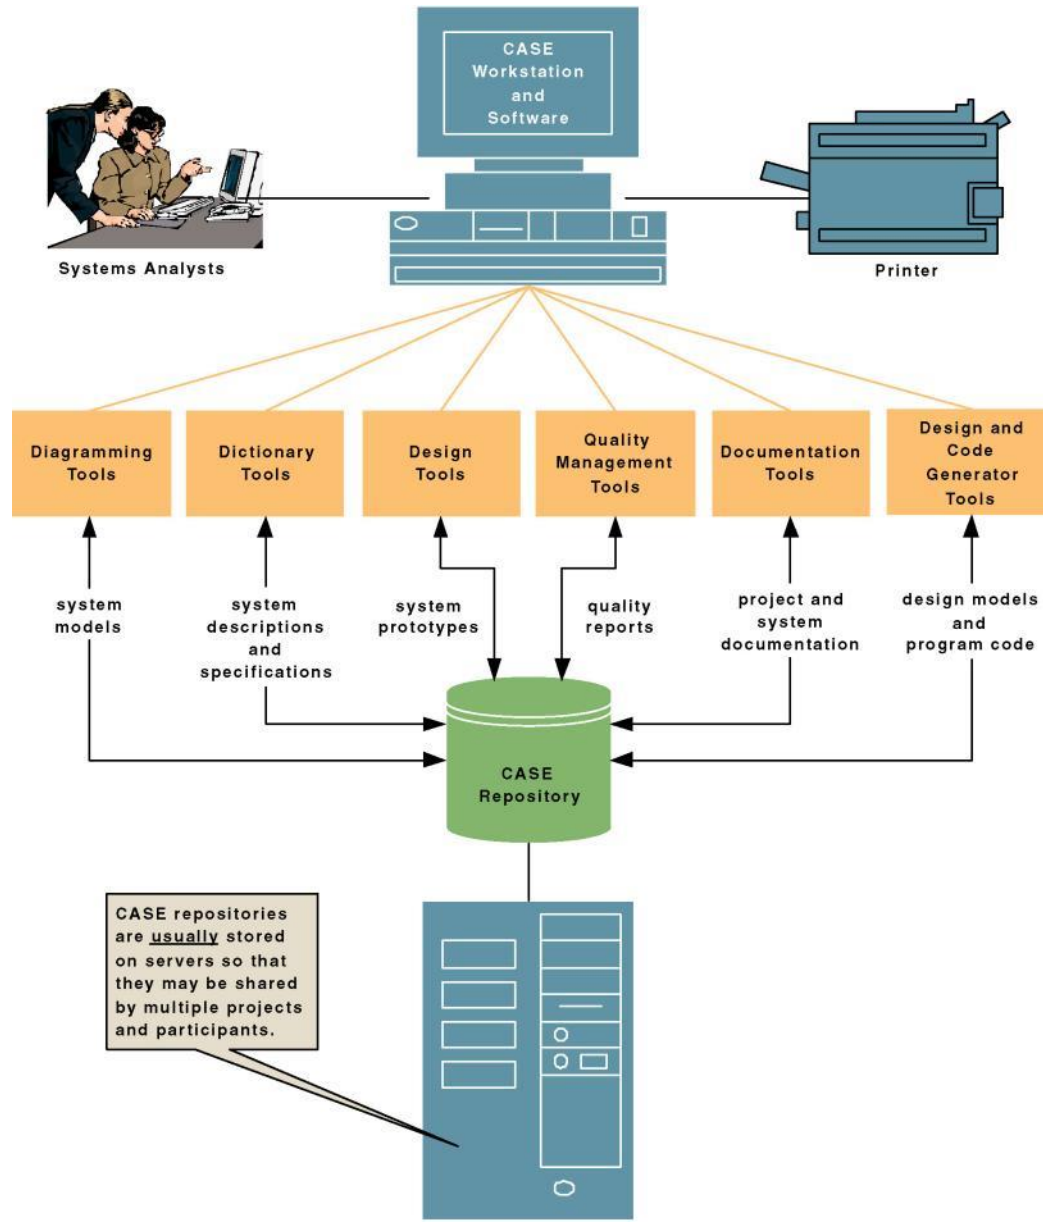 CASE
Workstation
and
Software
Systems Analysts
Printer
Diagramming
Tools
Dictionary
Tools
Design
Tools
Quality
Management
Tools
Documentation
Tools
Design and
Code
Generator
Tools
system
models
system
descriptions
and
specifications
system
prototypes
quality
reports
project and
system
documentation
design models
and
program code
CASE
Repository
CASE repositories
are usually stored
on servers so that
they may be shared
by multiple projects
and participants.